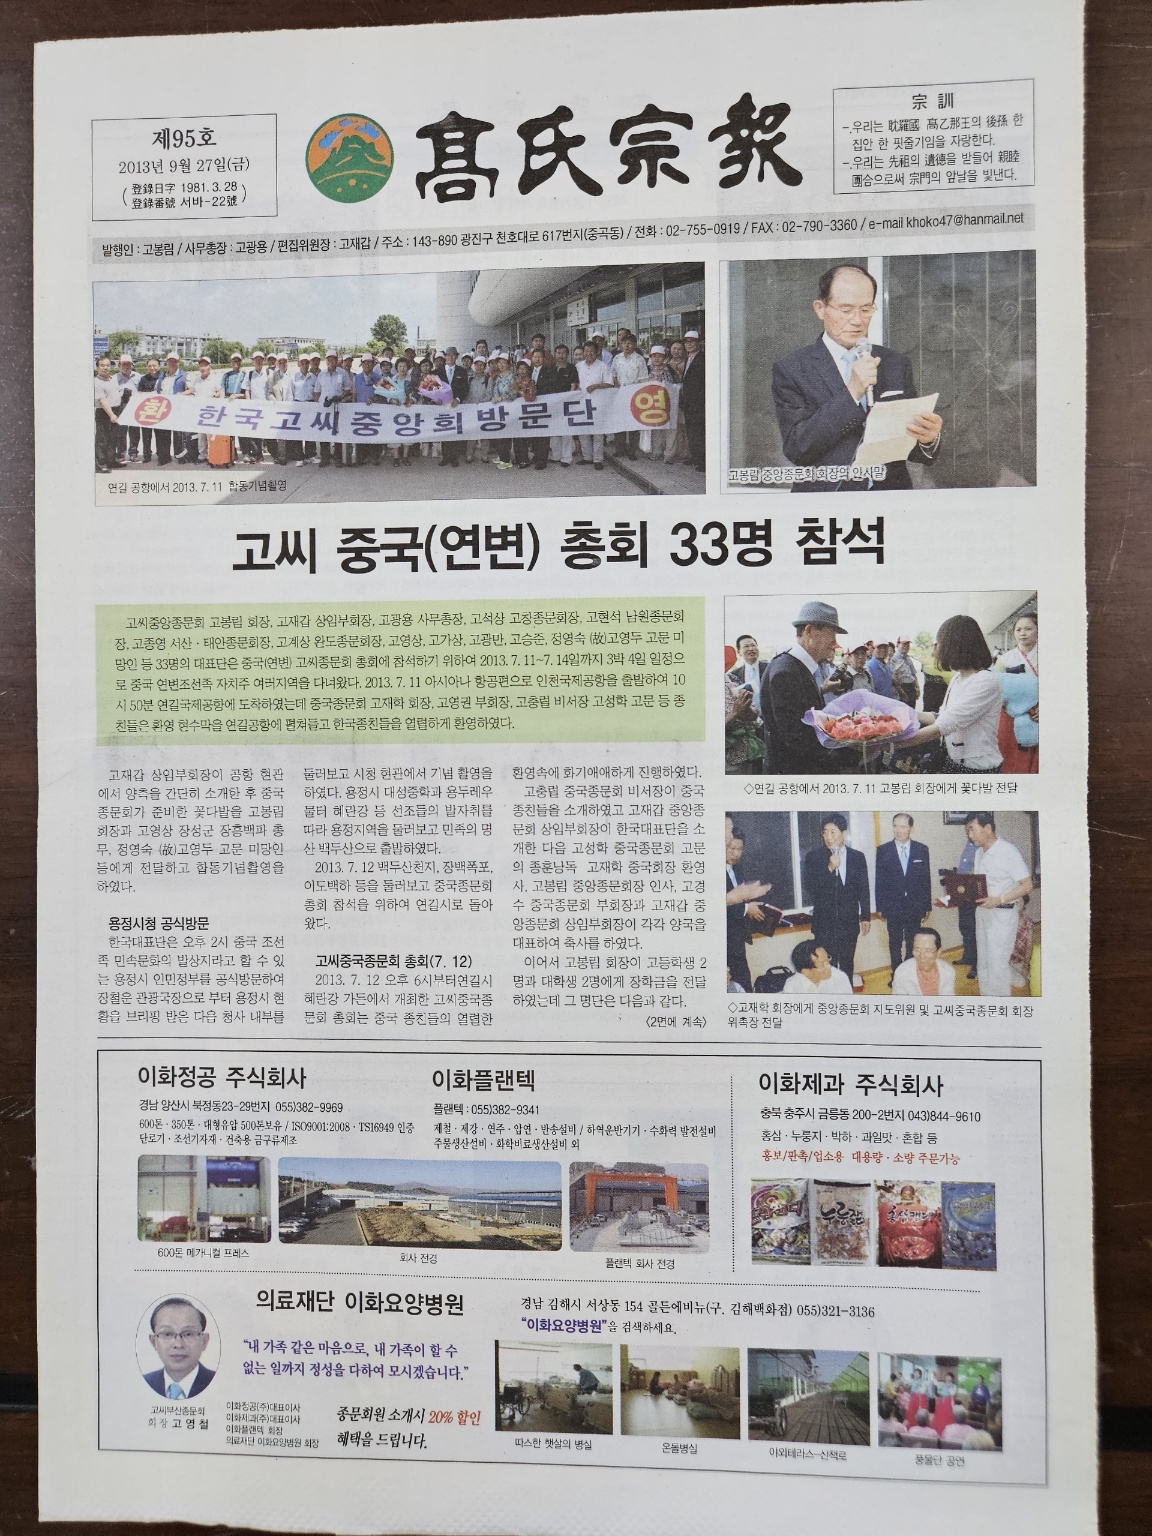 제95호
2013년 9월 27일(금)
登錄日字 1981. 3. 28
登錄番號 서바-22號
髙氏宗報
宗 訓
-.우리는 耽羅國 髙乙那王의 後孫 한
집안 한 핏줄기임을 자랑한다.
-.우리는 先祖의 遺德을 받들어 親睦
團合으로써 宗門의 앞날을 빛낸다.
발행인 : 고봉림 / 사무총장 : 고광용 / 편집위원장 : 고재갑 / 주소 : 143-890 광진구 천호대로 617번지(중곡동) / 전화 : 02-755-0919 / FAX : 02-790-3360 / e-mail khoko47@hanmail.net
환 한국고씨중앙회방문단 영
연길 공항에서 2013. 7. 11 합동기념촬영
고봉림 중앙종문회 회장의 인사말
고씨 중국(연변) 총회 33명 참석
고씨중앙종문회 고봉림 회장, 고재갑 상임부회장, 고광용 사무총장, 고석상 고창종문회장, 고현석 남원종문회
장, 고종영 서산·태안종문회장, 고계상 완도종문회장, 고영상, 고가삼, 고광반, 고승준, 정영숙 (故)고영두 고문 미
망인 등 33명의 대표단은 중국(연변) 고씨종문회 총회에 참석하기 위하여 2013. 7. 11~7. 14일까지 3박 4일 일정으
로 중국 연변조선족 자치주 여러지역을 다녀왔다. 2013. 7. 11 아시아나 항공편으로 인천국제공항을 출발하여 10
시 50분 연길국제공항에 도착하였는데 중국종문회 고재학 회장, 고영권 부회장, 고충립 비서장 고성학 고문 등 종
친들은 환영 현수막을 연길공항에 펼쳐들고 한국종친들을 열렬하게 환영하였다.
고재갑 상임부회장이 공항 현관
에서 양측을 간단히 소개한 후 중국
종문회가 준비한 꽃다발을 고봉림
회장과 고영상 장성군 장흥백파 총
무, 정영숙 (故)고영두 고문 미망인
등에게 전달하고 합동기념촬영을
하였다.
용정시청 공식방문
한국대표단은 오후 2시 중국 조선
족 민속문화의 발상지라고 할 수 있
는 용정시 인민정부를 공식방문하여
장철운 관광국장으로 부터 용정시 현
황을 브리핑 받은 다음 청사 내부를
둘러보고 시청 현관에서 기념 촬영을
하였다. 용정시 대성중학과 용두레우
물터 혜란강 등 선조들의 발자취를
따라 용정지역을 둘러보고 민족의 명
산 백두산으로 출발하였다.
2013. 7. 12 백두산천지, 장백폭포,
이도백하 등을 둘러보고 중국종문회
총회 참석을 위하여 연길시로 돌아
왔다.
고씨중국종문회 총회(7. 12)
2013. 7. 12 오후 6시부터연길시
혜란강 가든에서 개최한 고씨중국종
문회 총회는 중국 종친들의 열렬한
환영속에 화기애애하게 진행하였다.
고충립 중국종문회 비서장이 중국
종친들을 소개하였고 고재갑 중앙종
문회 상임부회장이 한국대표단을 소
개한 다음 고성학 중국종문회 고문
의 종훈낭독 고재학 중국회장 환영
사, 고봉림 중앙종문회장 인사, 고경
수 중국종문회 부회장과 고재갑 중
앙종문회 상임부회장이 각각 양국을
대표하여 축사를 하였다.
이어서 고봉림 회장이 고등학생 2
명과 대학생 2명에게 장학금을 전달
하였는데 그 명단은 다음과 같다.
〈2면에 계속〉
◇연길 공항에서 2013. 7. 11 고봉림 회장에게 꽃다발 전달
◇고재학 회장에게 중앙종문회 지도위원 및 고씨중국종문회 회장
위촉장 전달
이화정공 주식회사
경남 양산시 북정동23-29번지 055)382-9969
600톤 · 350톤 · 대형유압 500톤보유 / ISO9001:2008 · TS16949 인증
단로기 · 조선기자재 · 건축용 금구류제조
600톤 메가니컬 프레스
이화플랜텍
플랜텍 : 055)382-9341
제철 · 제강 · 연주 · 압연 · 반송설비 / 하역운반기기 · 수화력 발전설비
주물생산설비 · 화학비료생산설비 외
회사 전경
플랜텍 회사 전경
이화제과 주식회사
충북 충주시 금릉동 200-2번지 043)844-9610
홍삼 · 누룽지 · 박하 · 과일맛 · 혼합 등
홍보/판촉/업소용 대용량 · 소량 주문가능
의료재단 이화요양병원
"내 가족 같은 마음으로, 내 가족이 할 수
없는 일까지 정성을 다하여 모시겠습니다."
경남 김해시 서상동 154 골든에비뉴(구. 김해백화점) 055)321-3136
"이화요양병원"을 검색하세요.
고씨부산종문회
회 장 고 영 철
이화정공(주)대표이사
이화제과(주)대표이사
이화플랜텍 회장
의료재단 이화요양병원 회장
종문회원 소개시 20% 할인
혜택을 드립니다.
따스한 햇살의 병실
온돌병실
야외테라스-산책로
풍물단 공연